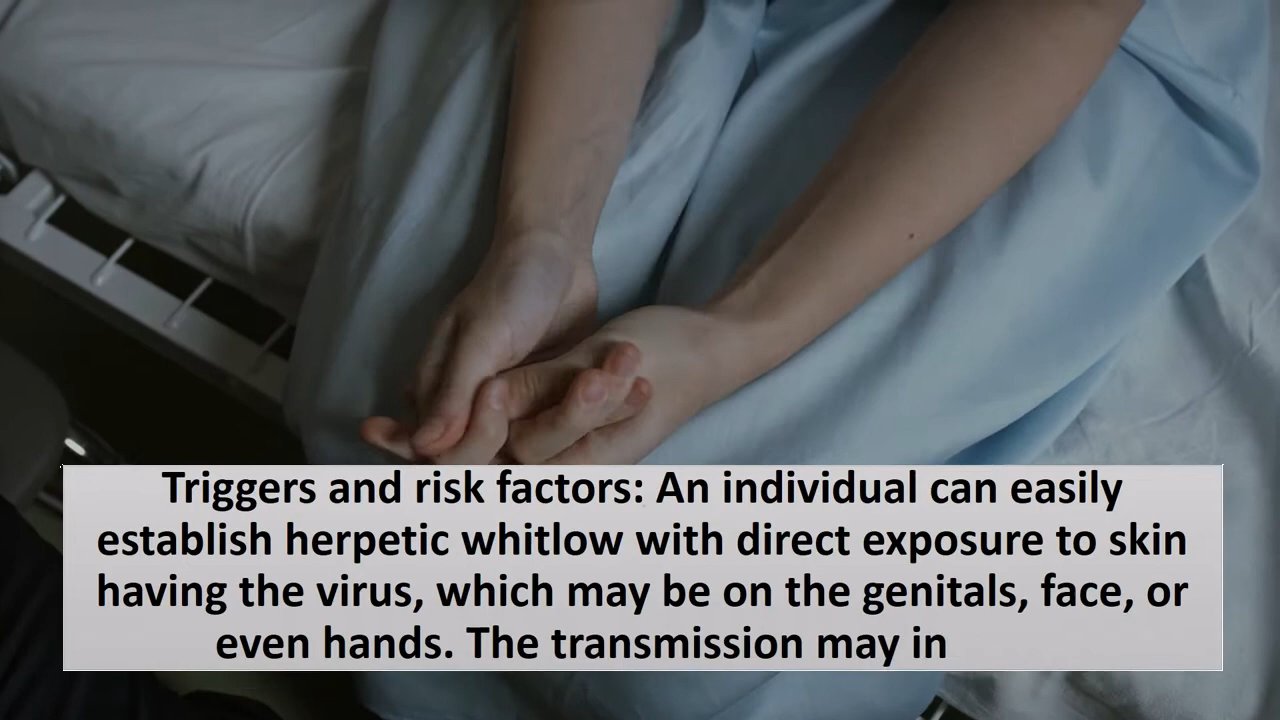 Triggers and risk factors: An individual can easily
establish herpetic whitlow with direct exposure to skin
having the virus, which may be on the genitals, face, or
even hands. The transmission may in